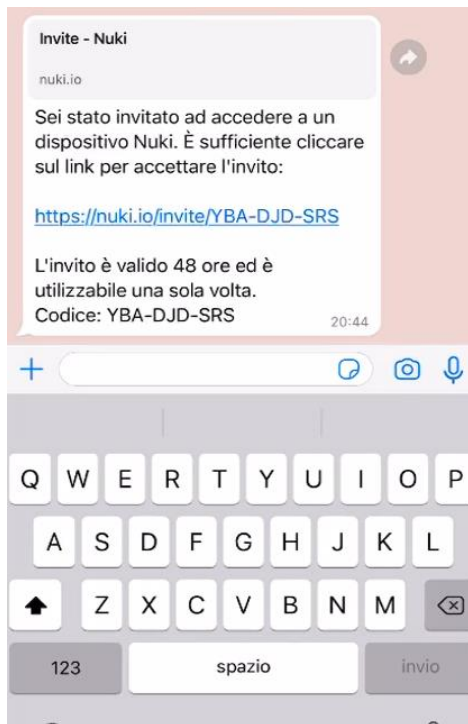 Invite - Nuki
nuki.io
Sei stato invitato ad accedere a un
dispositivo Nuki. È sufficiente cliccare
sul link per accettare l'invito:
https://nuki.io/invite/YBA-DJD-SRS
L'invito è valido 48 ore ed è
utilizzabile una sola volta.
Codice: YBA-DJD-SRS
20:44
Q W E R T Y U I O P
A S D F G H J K L
Z X C V B N M
123 spazio invio